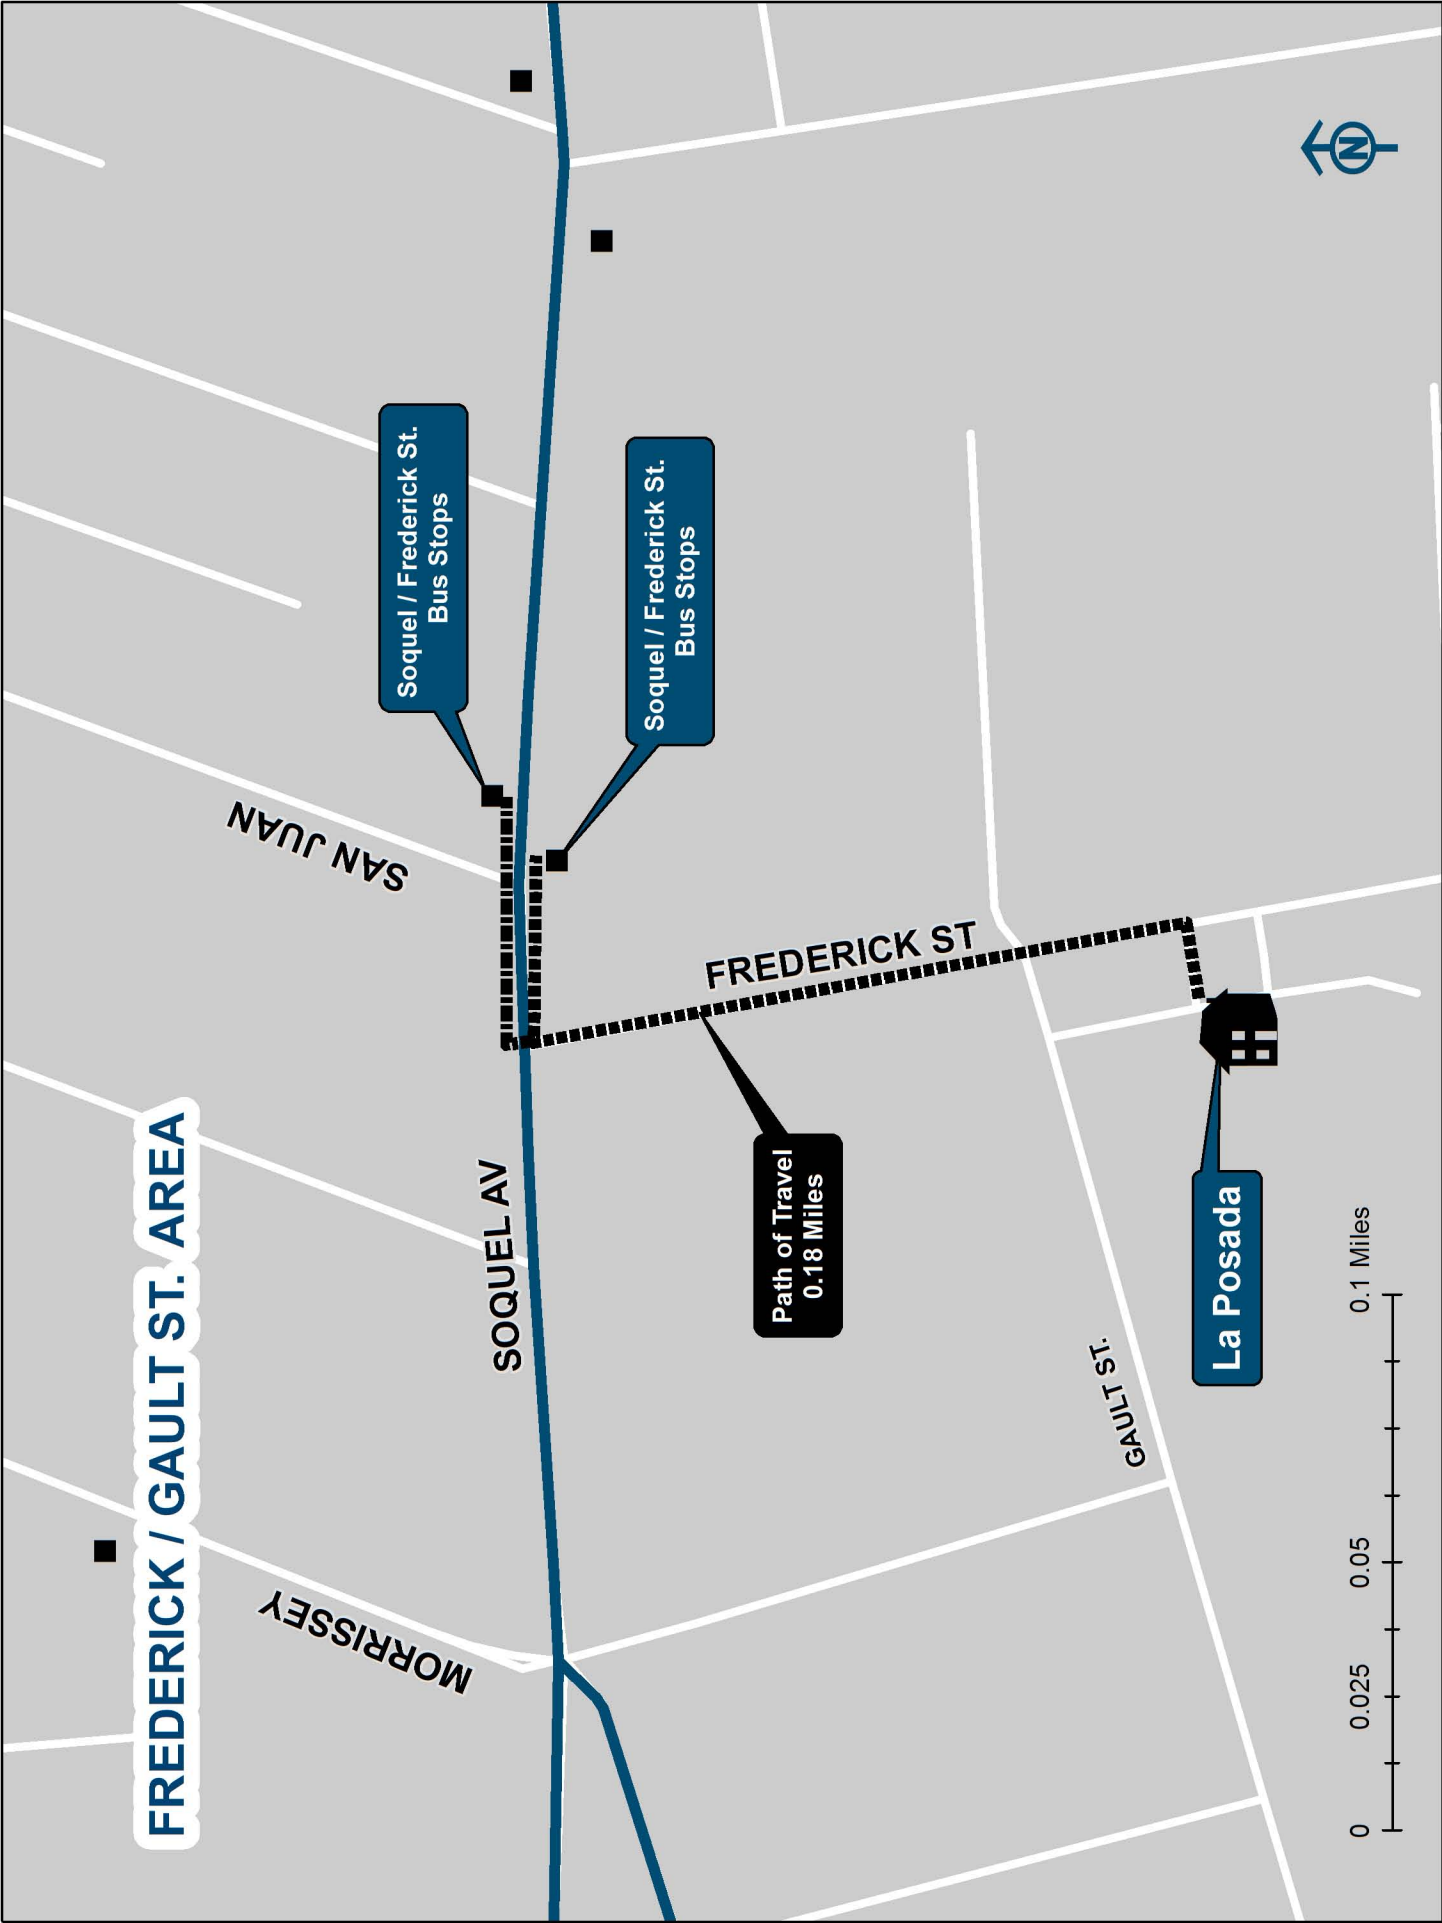 FREDERICK / GAULT ST. AREA
SAN JUAN
Soquel / Frederick St.
Bus Stops
Soquel / Frederick St.
Bus Stops
MORRISSEY
SOQUEL AV
FREDERICK ST
Path of Travel
0.18 Miles
GAULT ST.
La Posada
N
0
0.025
0.05
0.1 Miles